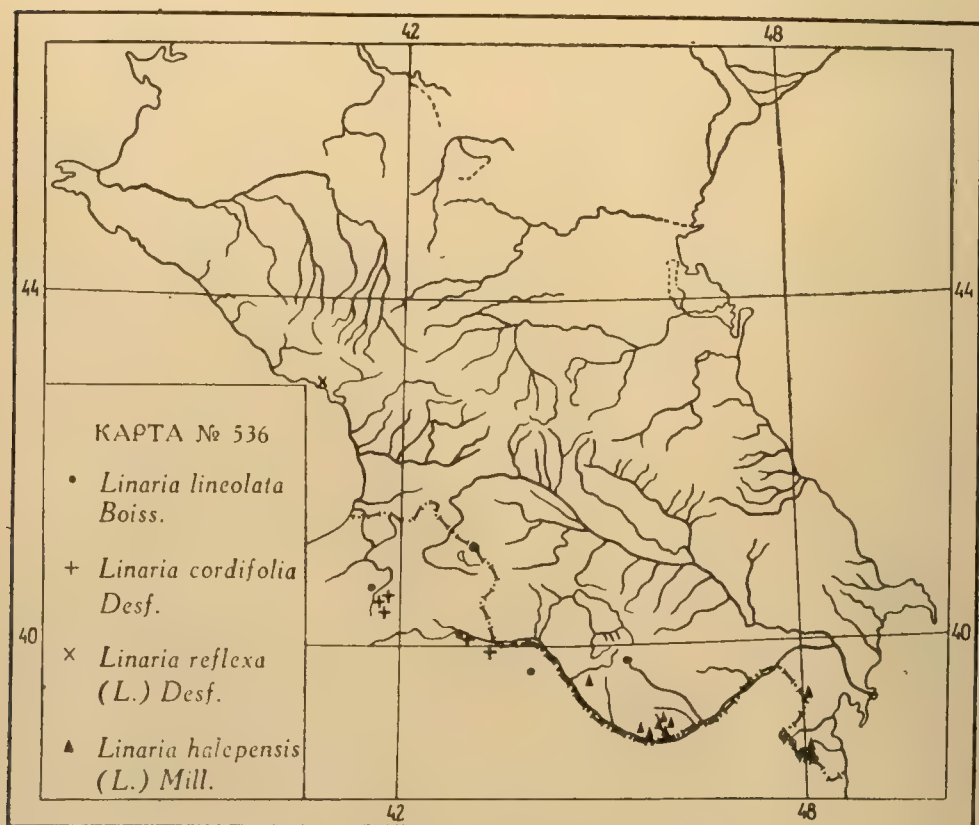 42 48
44 44
КАРТА № 536
Linaria lineolata
Boiss.
Linaria cordifolia
Desf.
40 40
Linaria reflexa
(L.) Desf.
Linaria halepensis
(L.) Mill.
42 48